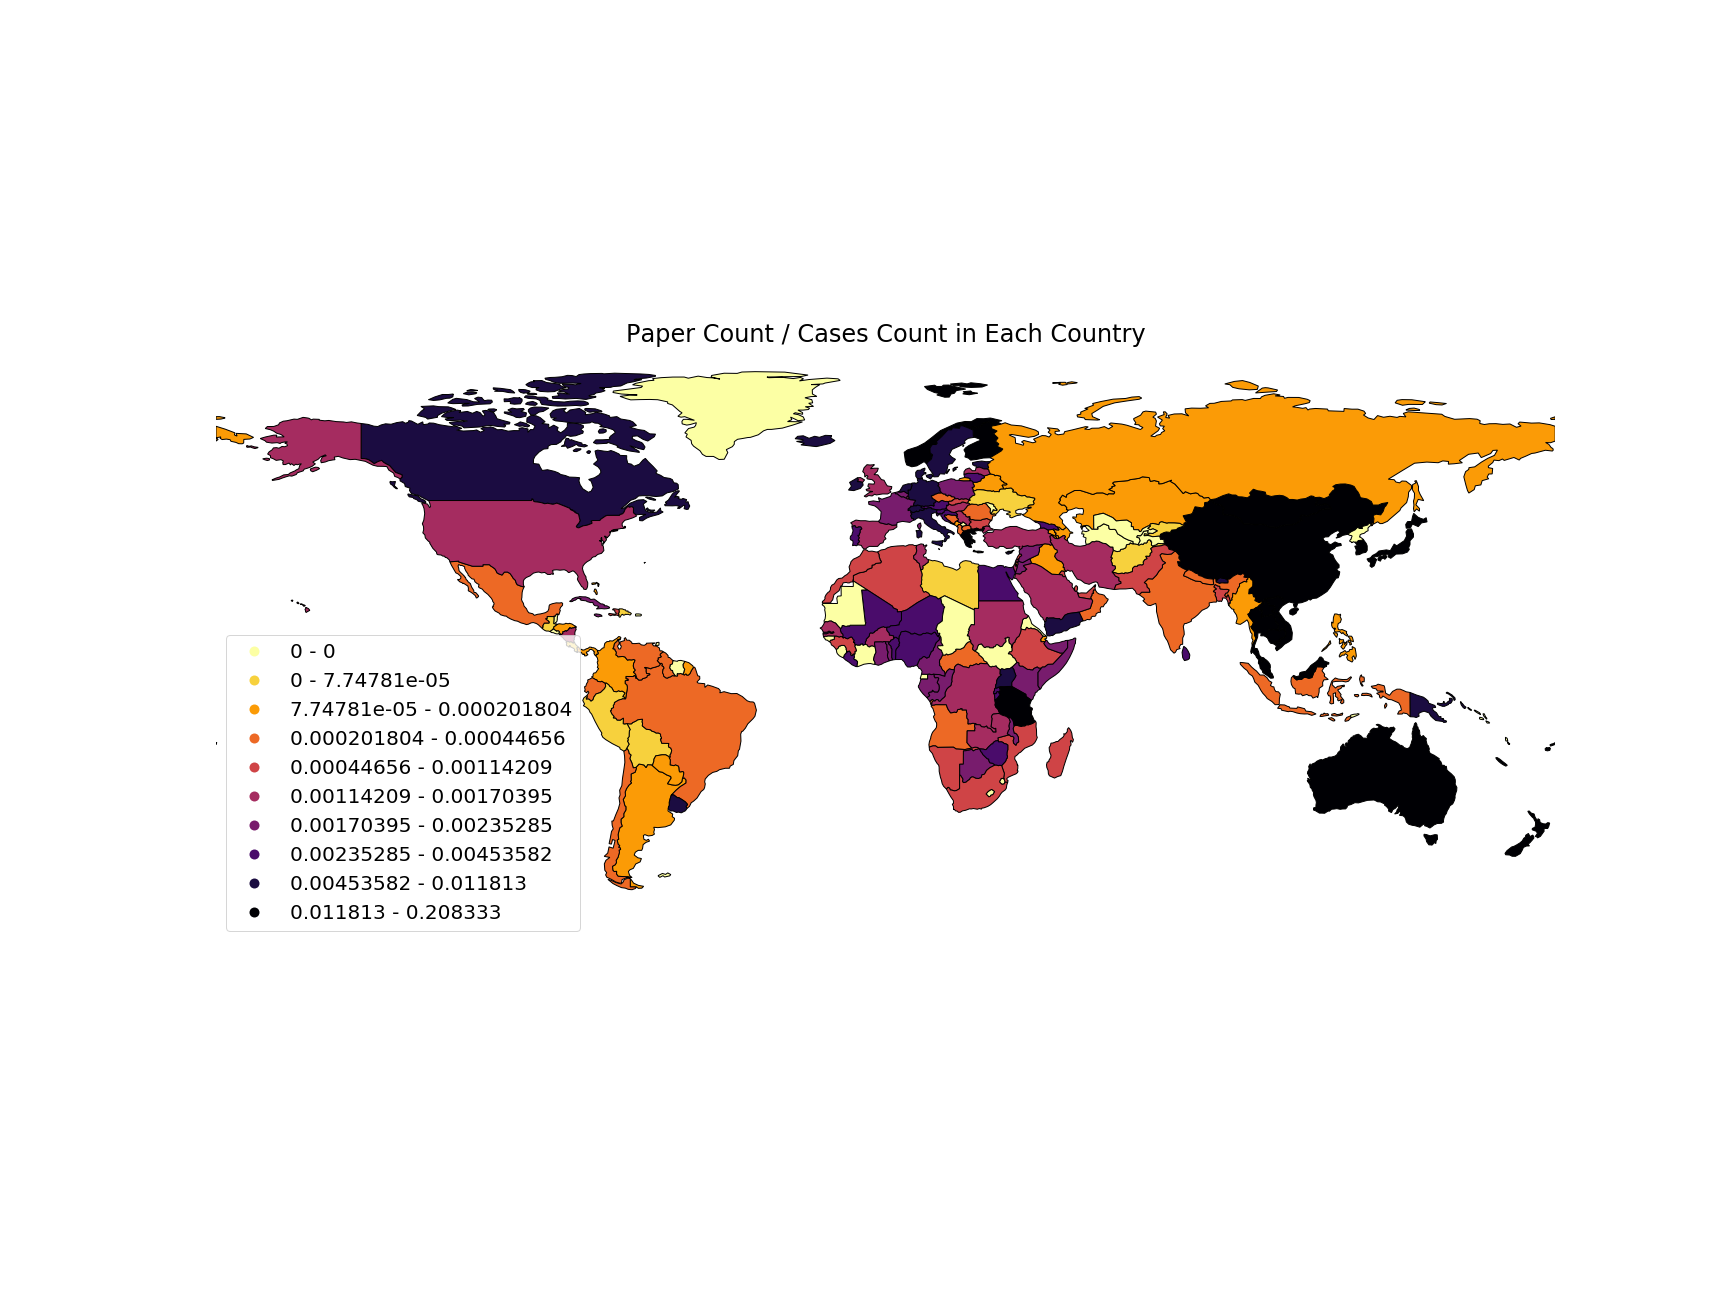 Paper Count / Cases Count in Each Country
0 - 0
0 - 7.74781e-05
7.74781e-05 - 0.000201804
0.000201804 - 0.00044656
0.00044656 - 0.00114209
0.00114209 - 0.00170395
0.00170395 - 0.00235285
0.00235285 - 0.00453582
0.00453582 - 0.011813
0.011813 - 0.208333